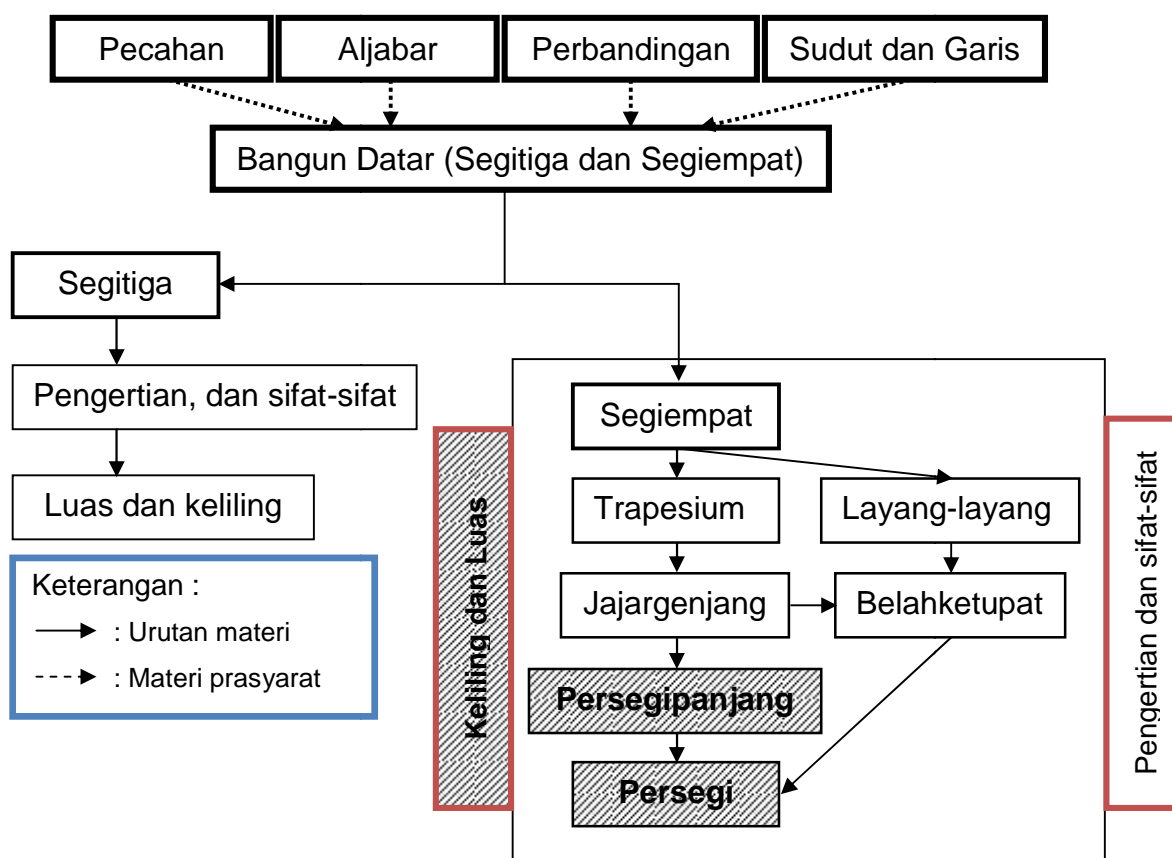 Pecahan
Aljabar
Perbandingan
Sudut dan Garis
Bangun Datar (Segitiga dan Segiempat)
Segitiga
Pengertian, dan sifat-sifat
Luas dan keliling
Keterangan :
: Urutan materi
: Materi prasyarat
Keliling dan Luas
Segiempat
Trapesium
Layang-layang
Jajargenjang
Belahketupat
Persegipanjang
Persegi
Pengertian dan sifat-sifat